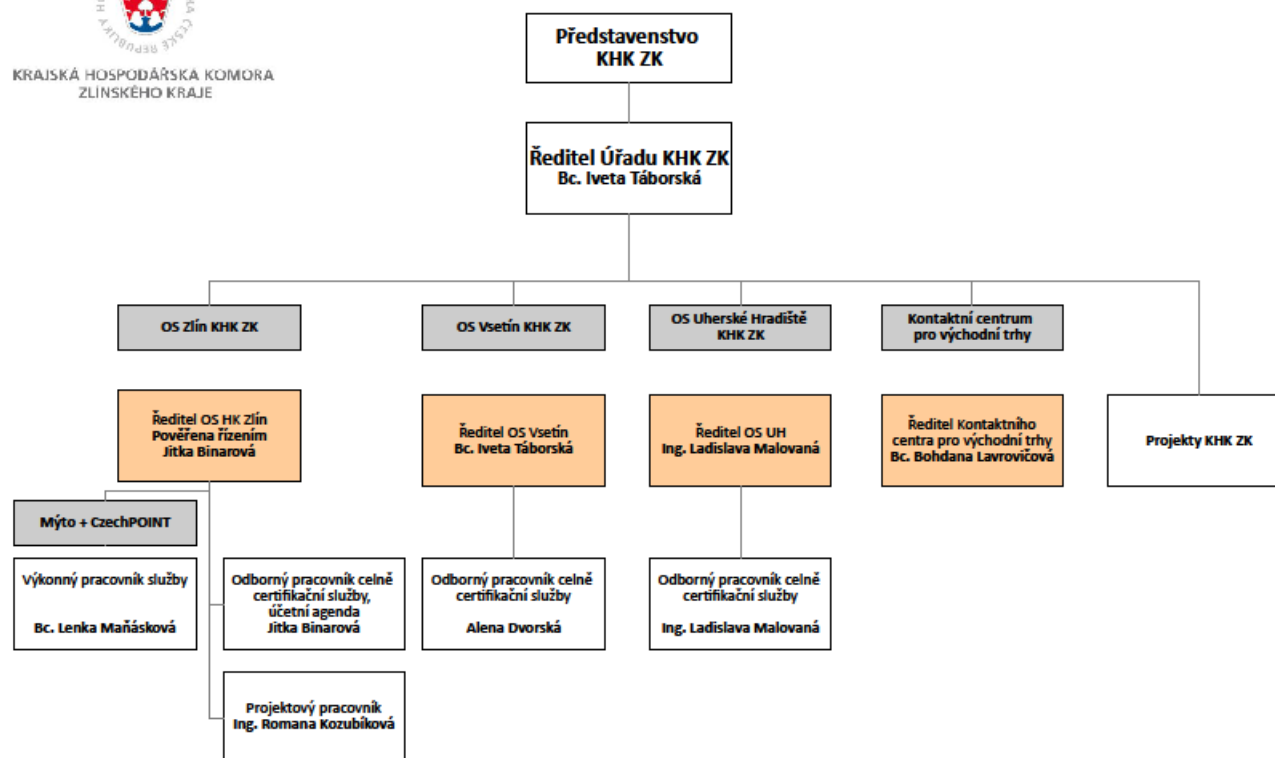 ČESKÉ REPUBLIKY
KRAJSKÁ HOSPODÁŘSKÁ KOMORA
ZLÍNSKÉHO KRAJE
Představenstvo
KHK ZK
Ředitel Úřadu KHK ZK
Bc. Iveta Táborská
OS Zlín KHK ZK
OS Vsetín KHK ZK
OS Uherské Hradiště
KHK ZK
Kontaktní centrum
pro východní trhy
Ředitel OS HK Zlín
Pověřena řízením
Jitka Binarová
Ředitel OS Vsetín
Bc. Iveta Táborská
Ředitel OS UH
Ing. Ladislava Malovaná
Ředitel Kontaktního
centra pro východní trhy
Bc. Bohdana Lavrovičová
Projekty KHK ZK
Mýto + CzechPOINT
Výkonný pracovník služby
Bc. Lenka Maňásková
Odborný pracovník celně
certifikační služby,
účetní agenda
Jitka Binarová
Odborný pracovník celně
certifikační služby
Alena Dvorská
Odborný pracovník celně
certifikační služby
Ing. Ladislava Malovaná
Projektový pracovník
Ing. Romana Kozubíková